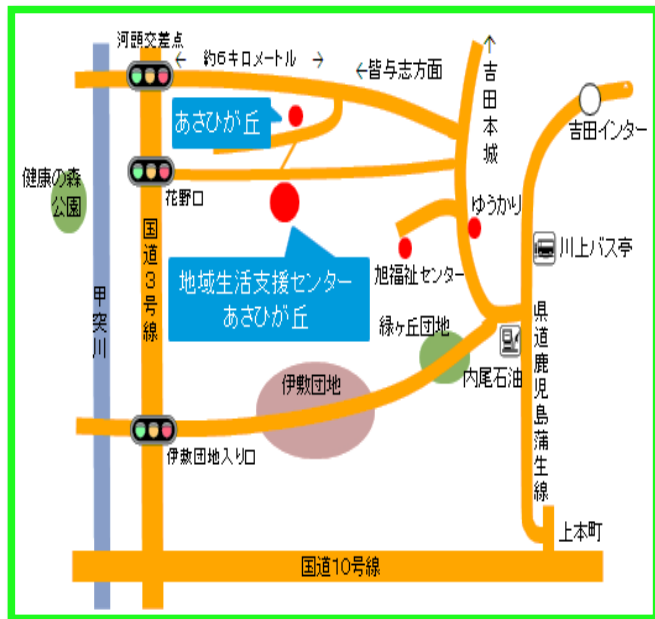 河頭交差点
← 約6キロメートル →
←皆与志方面
↑吉田本城
吉田インター
あさひが丘
健康の森
公園
花野口
ゆうかり
川上バス亭
国道3号線
地域生活支援センター
あさひが丘
旭福祉センター
甲突川
緑ヶ丘団地
内尾石油
県道鹿児島蒲生線
伊敷団地
伊敷団地入り口
上本町
国道10号線